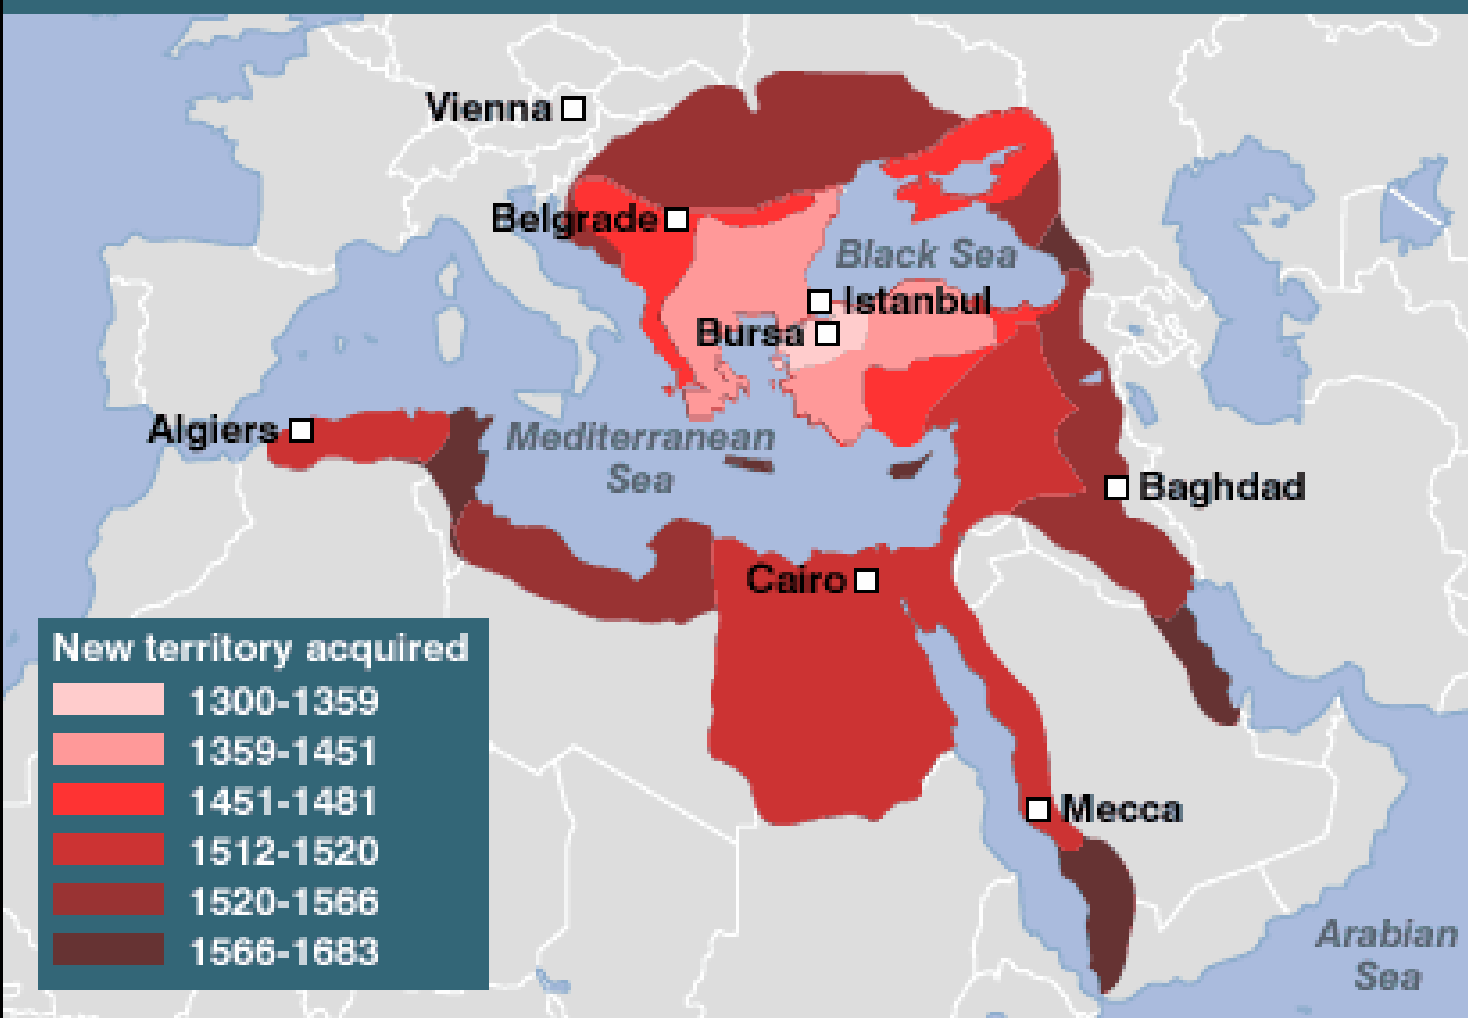 Vienna
Belgrade
Black Sea
Istanbul
Bursa
Algiers
Mediterranean
Sea
Baghdad
Cairo
New territory acquired
1300-1359
1359-1451
1451-1481
1512-1520
1520-1566
1566-1683
Mecca
Arabian
Sea